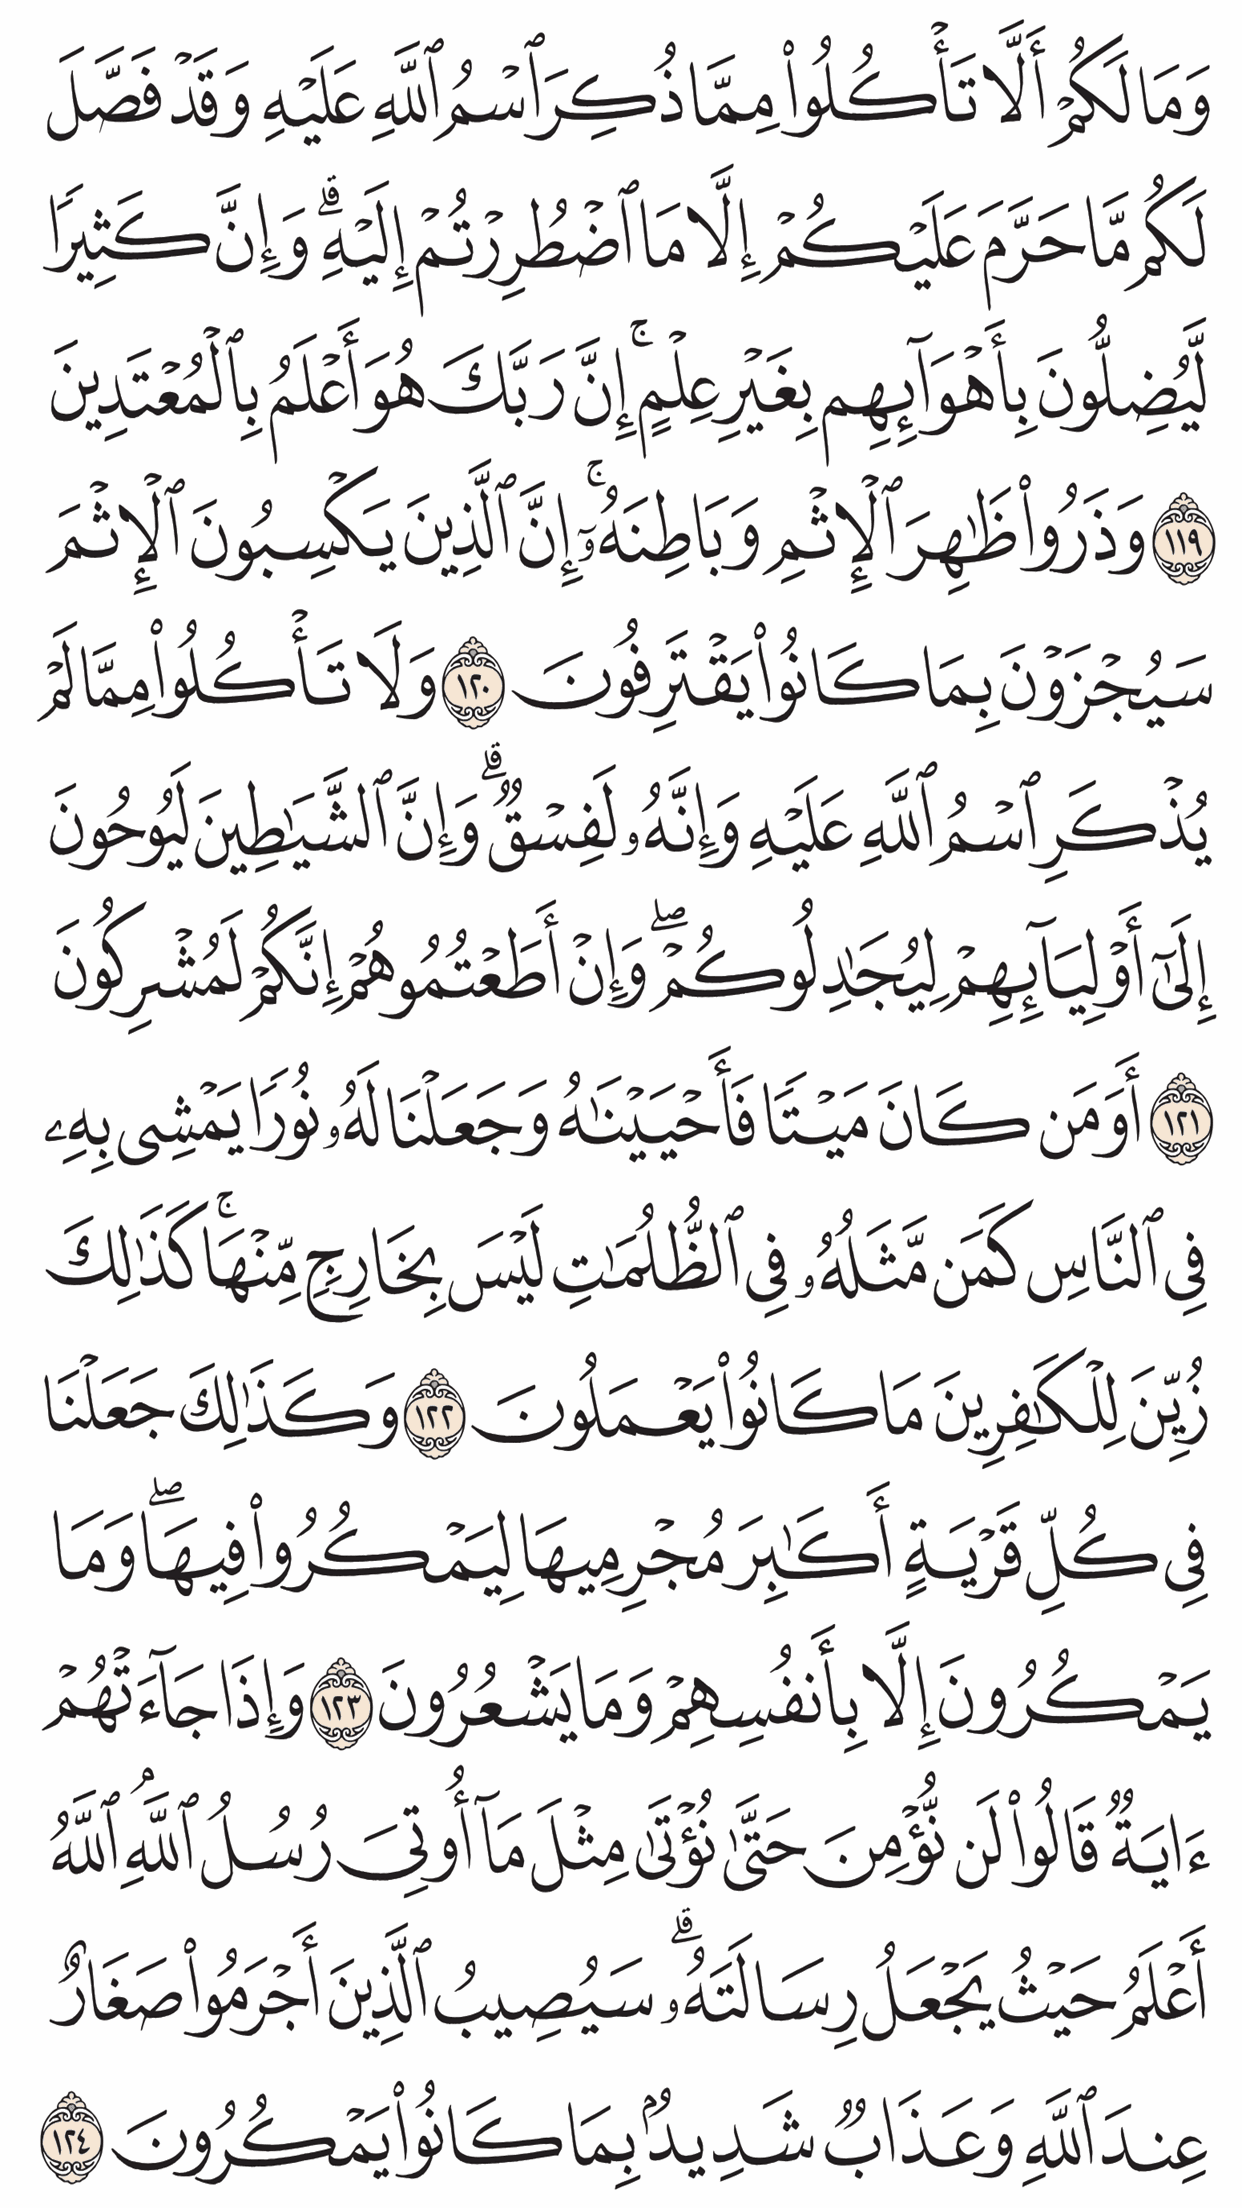 وَمَا لَكُمۡ أَلَّا تَأۡكُلُواْ مِمَّا ذُكِرَ ٱسۡمُ ٱللَّهِ عَلَيۡهِ وَقَدۡ فَصَّلَ
لَكُم مَّا حَرَّمَ عَلَيۡكُمۡ إِلَّا مَا ٱضۡطُرِرۡتُمۡ إِلَيۡهِۗ وَإِنَّ كَثِيرٗا
لَّيُضِلُّونَ بِأَهۡوَآئِهِم بِغَيۡرِ عِلۡمٍۚ إِنَّ رَبَّكَ هُوَ أَعۡلَمُ بِٱلۡمُعۡتَدِينَ
١١٩ وَذَرُواْ ظَٰهِرَ ٱلۡإِثۡمِ وَبَاطِنَهُۥٓۚ إِنَّ ٱلَّذِينَ يَكۡسِبُونَ ٱلۡإِثۡمَ
سَيُجۡزَوۡنَ بِمَا كَانُواْ يَقۡتَرِفُونَ ١٢٠ وَلَا تَأۡكُلُواْ مِمَّا لَمۡ
يُذۡكَرِ ٱسۡمُ ٱللَّهِ عَلَيۡهِ وَإِنَّهُۥ لَفِسۡقٞۗ وَإِنَّ ٱلشَّيَٰطِينَ لَيُوحُونَ
إِلَىٰٓ أَوۡلِيَآئِهِمۡ لِيُجَٰدِلُوكُمۡۖ وَإِنۡ أَطَعۡتُمُوهُمۡ إِنَّكُمۡ لَمُشۡرِكُونَ
١٢١ أَوَمَن كَانَ مَيۡتٗا فَأَحۡيَيۡنَٰهُ وَجَعَلۡنَا لَهُۥ نُورٗا يَمۡشِي بِهِۦ
فِي ٱلنَّاسِ كَمَن مَّثَلُهُۥ فِي ٱلظُّلُمَٰتِ لَيۡسَ بِخَارِجٖ مِّنۡهَاۚ كَذَٰلِكَ
زُيِّنَ لِلۡكَٰفِرِينَ مَا كَانُواْ يَعۡمَلُونَ ١٢٢ وَكَذَٰلِكَ جَعَلۡنَا
فِي كُلِّ قَرۡيَةٍ أَكَٰبِرَ مُجۡرِمِيهَا لِيَمۡكُرُواْ فِيهَاۖ وَمَا
يَمۡكُرُونَ إِلَّا بِأَنفُسِهِمۡ وَمَا يَشۡعُرُونَ ١٢٣ وَإِذَا جَآءَتۡهُمۡ
ءَايَةٞ قَالُواْ لَن نُّؤۡمِنَ حَتَّىٰ نُؤۡتَىٰ مِثۡلَ مَآ أُوتِيَ رُسُلُ ٱللَّهِۘ ٱللَّهُ
أَعۡلَمُ حَيۡثُ يَجۡعَلُ رِسَالَتَهُۥۗ سَيُصِيبُ ٱلَّذِينَ أَجۡرَمُواْ صَغَارٌ
عِندَ ٱللَّهِ وَعَذَابٞ شَدِيدُۢ بِمَا كَانُواْ يَمۡكُرُونَ ١٢٤